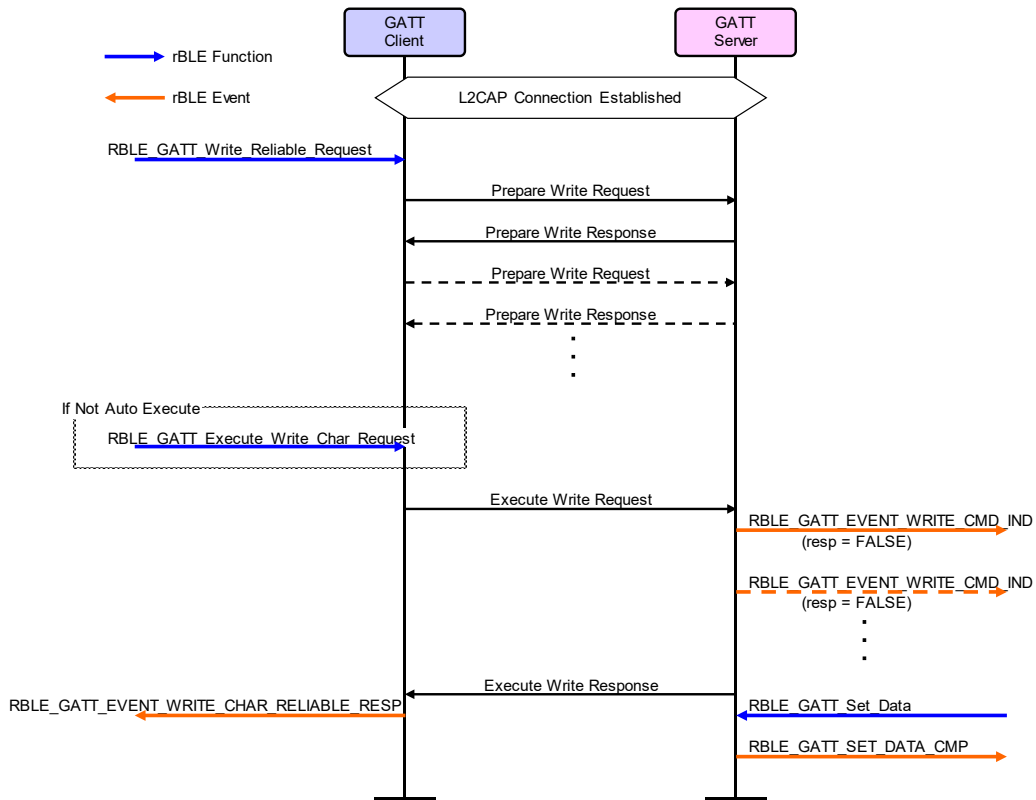 GATT
Client
GATT
Server
rBLE Function
rBLE Event
L2CAP Connection Established
RBLE_GATT_Write_Reliable_Request
Prepare Write Request
Prepare Write Response
Prepare Write Request
Prepare Write Response
If Not Auto Execute
RBLE_GATT_Execute_Write_Char_Request
Execute Write Request
RBLE_GATT_EVENT_WRITE_CMD_IND
(resp = FALSE)
RBLE_GATT_EVENT_WRITE_CMD_IND
(resp = FALSE)
Execute Write Response
RBLE_GATT_EVENT_WRITE_CHAR_RELIABLE_RESP
RBLE_GATT_Set_Data
RBLE_GATT_SET_DATA_CMP